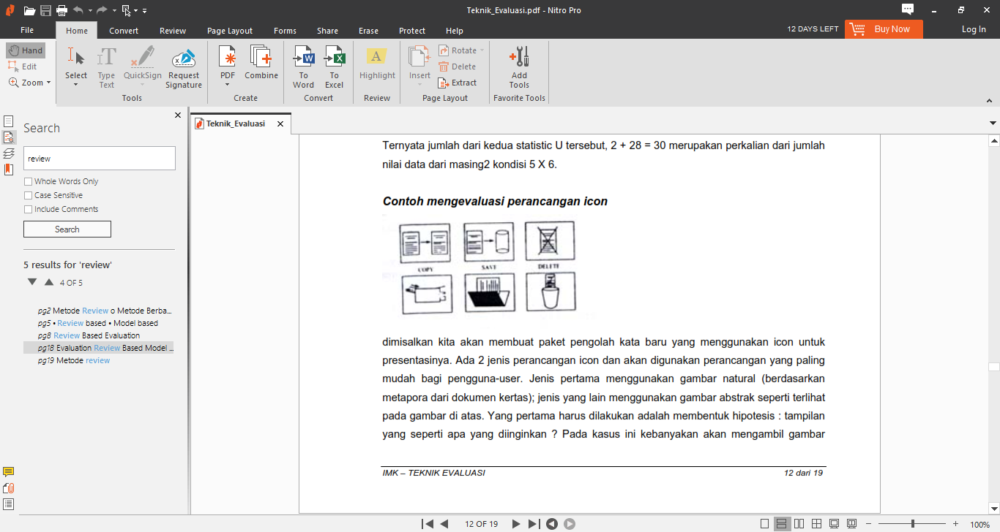 Teknik_Evaluasi.pdf - Nitro Pro
File Home Convert Review Page Layout Forms Share Erase Protect Help 12 DAYS LEFT Buy Now Log In
Hand
Edit
Zoom
Select
Type Text
QuickSign
Request Signature
Tools
PDF
Combine
Create
To Word
To Excel
Convert
A
Highlight
Review
Insert
Rotate
Delete
Extract
Page Layout
Add Tools
Favorite Tools
Search
review
Whole Words Only
Case Sensitive
Include Comments
Search
5 results for 'review'
4 OF 5
pg2 Metode Review o Metode Berba...
pg5 • Review based • Model based
pg8 Review Based Evaluation
pg18 Evaluation Review Based Model ...
pg19 Metode review
Teknik_Evaluasi
Ternyata jumlah dari kedua statistic U tersebut, 2 + 28 = 30 merupakan perkalian dari jumlah
nilai data dari masing2 kondisi 5 X 6.
Contoh mengevaluasi perancangan icon
COPY SAVE DELETE
dimisalkan kita akan membuat paket pengolah kata baru yang menggunakan icon untuk
presentasinya. Ada 2 jenis perancangan icon dan akan digunakan perancangan yang paling
mudah bagi pengguna-user. Jenis pertama menggunakan gambar natural (berdasarkan
metapora dari dokumen kertas); jenis yang lain menggunakan gambar abstrak seperti terlihat
pada gambar di atas. Yang pertama harus dilakukan adalah membentuk hipotesis : tampilan
yang seperti apa yang diinginkan ? Pada kasus ini kebanyakan akan mengambil gambar
IMK – TEKNIK EVALUASI 12 dari 19
12 OF 19
100%